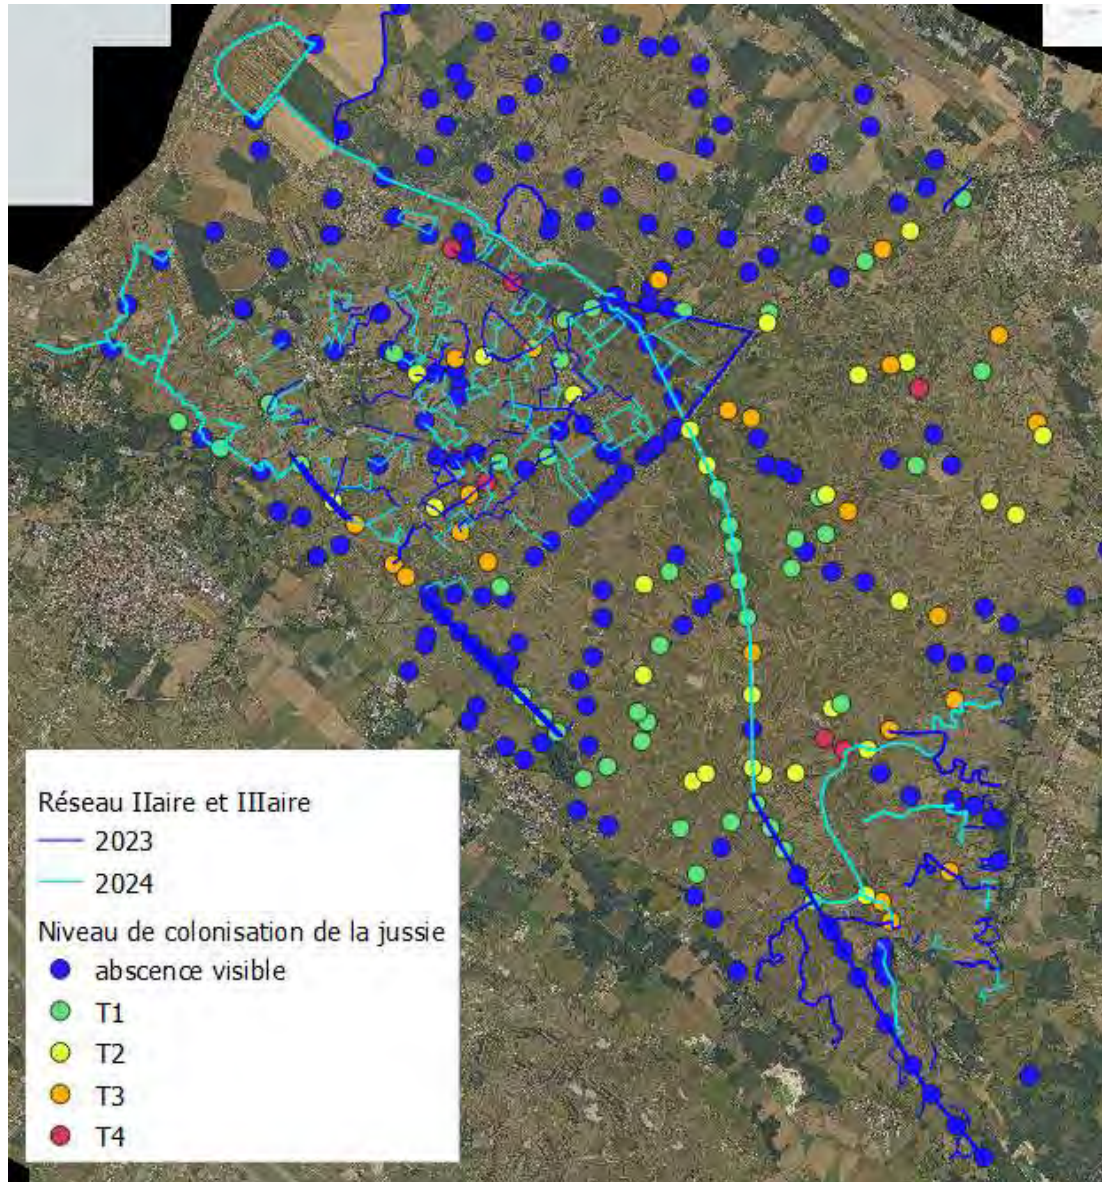 Réseau IIaire et IIIaire
2023
2024
Niveau de colonisation de la jussie
abscence visible
T1
T2
T3
T4